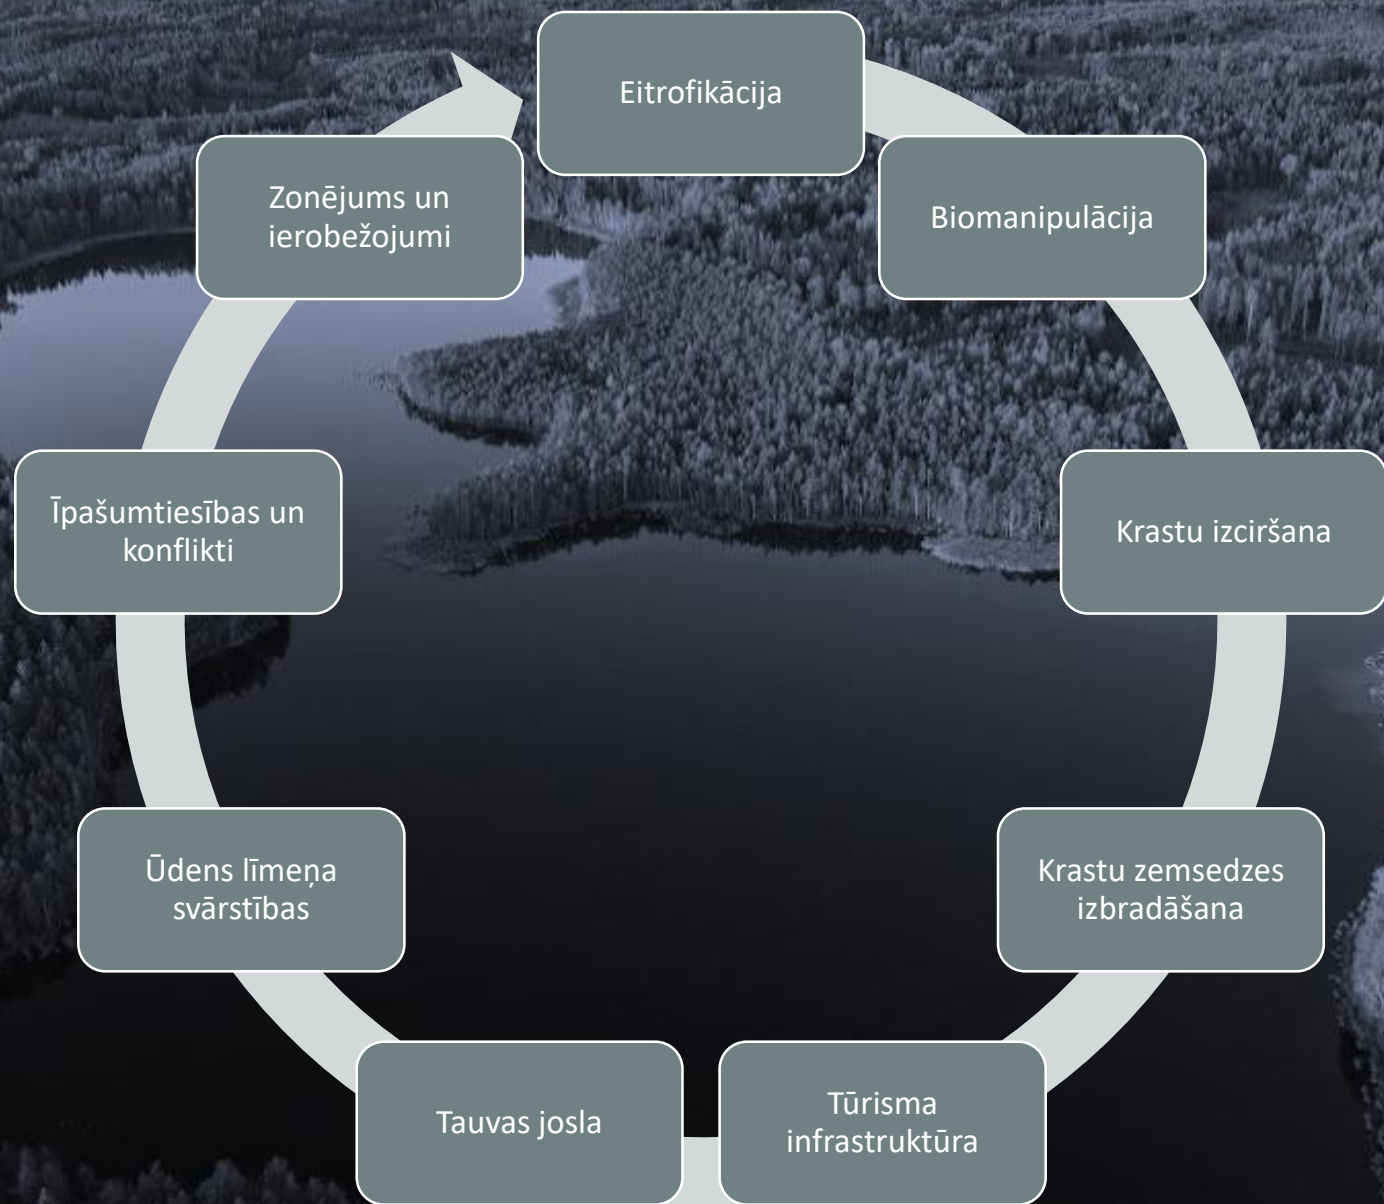 Eitrofikācija
Biomanipulācija
Krastu izciršana
Krastu zemsedzes
izbradāšana
Tūrisma
infrastruktūra
Tauvas josla
Ūdens līmeņa
svārstības
Īpašumtiesības un
konflikti
Zonējums un
ierobežojumi